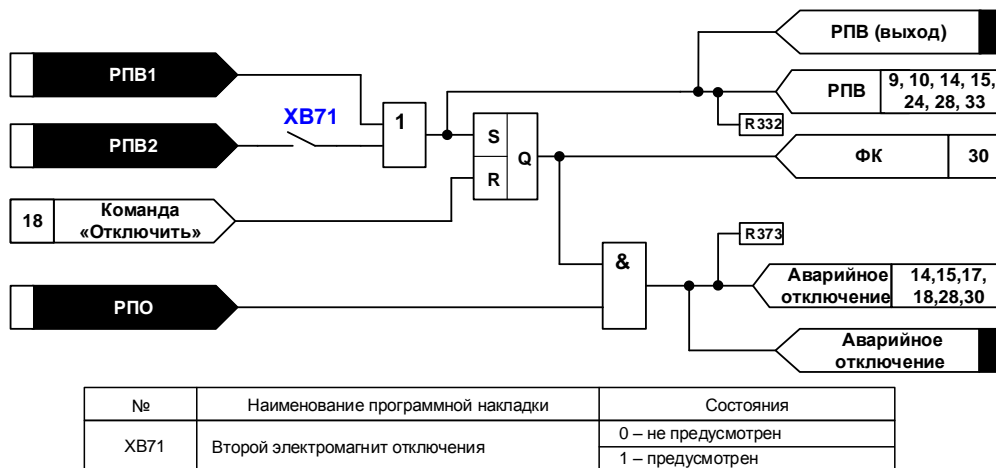 РПВ1
РПВ2
ХВ71
18
Команда
«Отключить»
РПО
1
S
R
Q
&
РПВ (выход)
РПВ
9, 10, 14, 15,
24, 28, 33
R332
ФК
30
R373
Аварийное
отключение
14,15,17,
18,28,30
Аварийное
отключение
№ Наименование программной накладки Состояния
ХВ71 Второй электромагнит отключения
0 – не предусмотрен
1 – предусмотрен